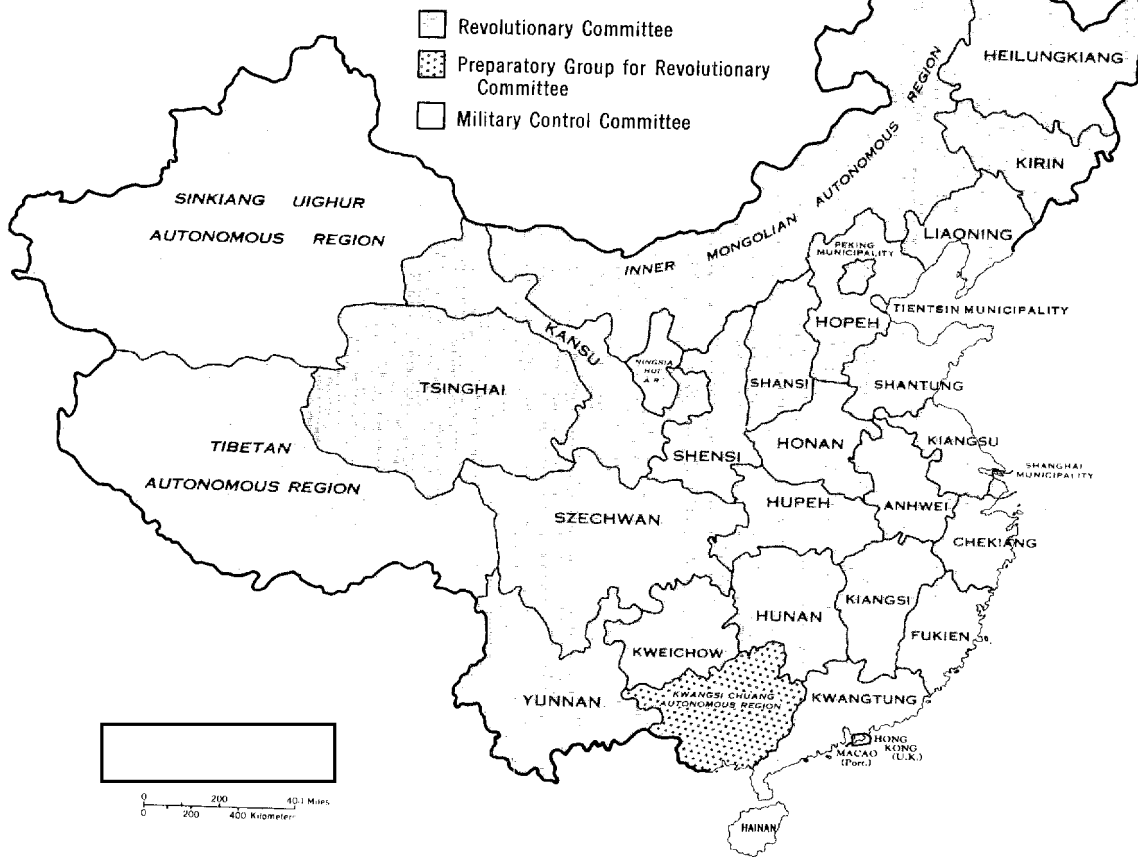 Revolutionary Committee
Preparatory Group for Revolutionary
Committee
Military Control Committee
HEILUNGKIANG
KIRIN
LIAONING
INNER MONGOLIAN AUTONOMOUS REGION
SINKIANG UIGHUR
AUTONOMOUS REGION
PEKING
MUNICIPALITY
TIENTSIN MUNICIPALITY
HOPEH
KANSU
NINGSIA
HUI
A.R.
TSINGHAI
SHANSI
SHANTUNG
TIBETAN
AUTONOMOUS REGION
SHENSI
HONAN
KIANGSU
SHANGHAI
MUNICIPALITY
SZECHWAN
HUPEH
ANHWEI
CHEKIANG
HUNAN
KIANGSI
FUKIEN
KWEICHOW
YUNNAN
KWANGSI CHUANG
AUTONOMOUS REGION
KWANGTUNG
HONG
KONG
(U.K.)
MACAO
(Port.)
HAINAN
0 200 400 Miles
0 200 400 Kilometers